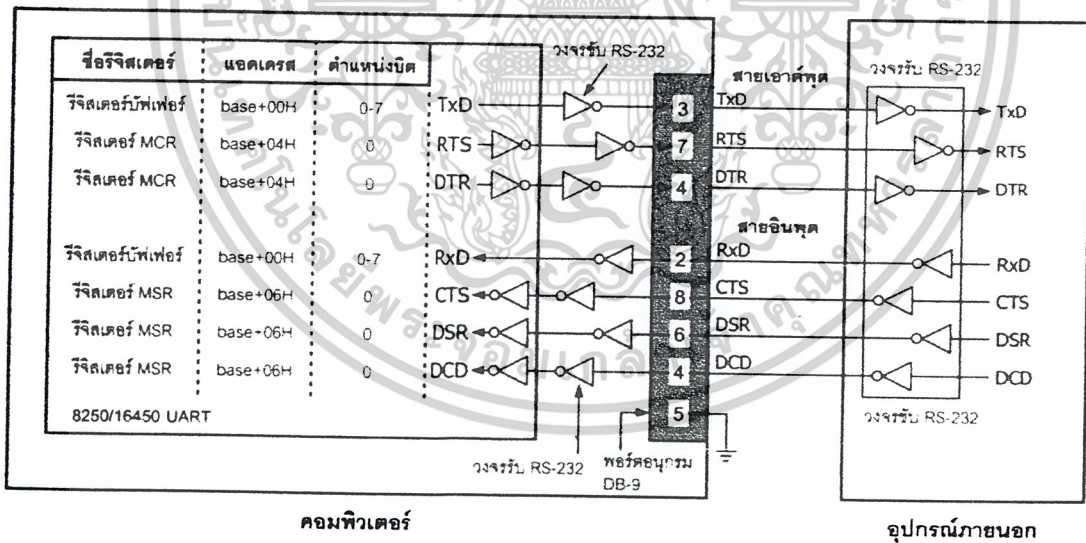 ชื่อรีจิสเตอร์ แอดเดรส ตำแหน่งบิต
วงจรขับ RS-232
สายเอาต์พุต
วงจรรับ RS-232
รีจิสเตอร์บัฟเฟอร์ base+00H 0-7 TxD 3 TxD TxD
รีจิสเตอร์ MCR base+04H 0 RTS 7 RTS RTS
รีจิสเตอร์ MCR base+04H 0 DTR 4 DTR DTR
สายอินพุต
รีจิสเตอร์บัฟเฟอร์ base+00H 0-7 RxD 2 RxD RxD
รีจิสเตอร์ MSR base+06H 0 CTS 8 CTS CTS
รีจิสเตอร์ MSR base+06H 0 DSR 6 DSR DSR
รีจิสเตอร์ MSR base+06H 0 DCD 4 DCD DCD
8250/16450 UART
5
วงจรขับ RS-232
วงจรรับ RS-232
พอร์ตอนุกรม
DB-9
คอมพิวเตอร์
อุปกรณ์ภายนอก